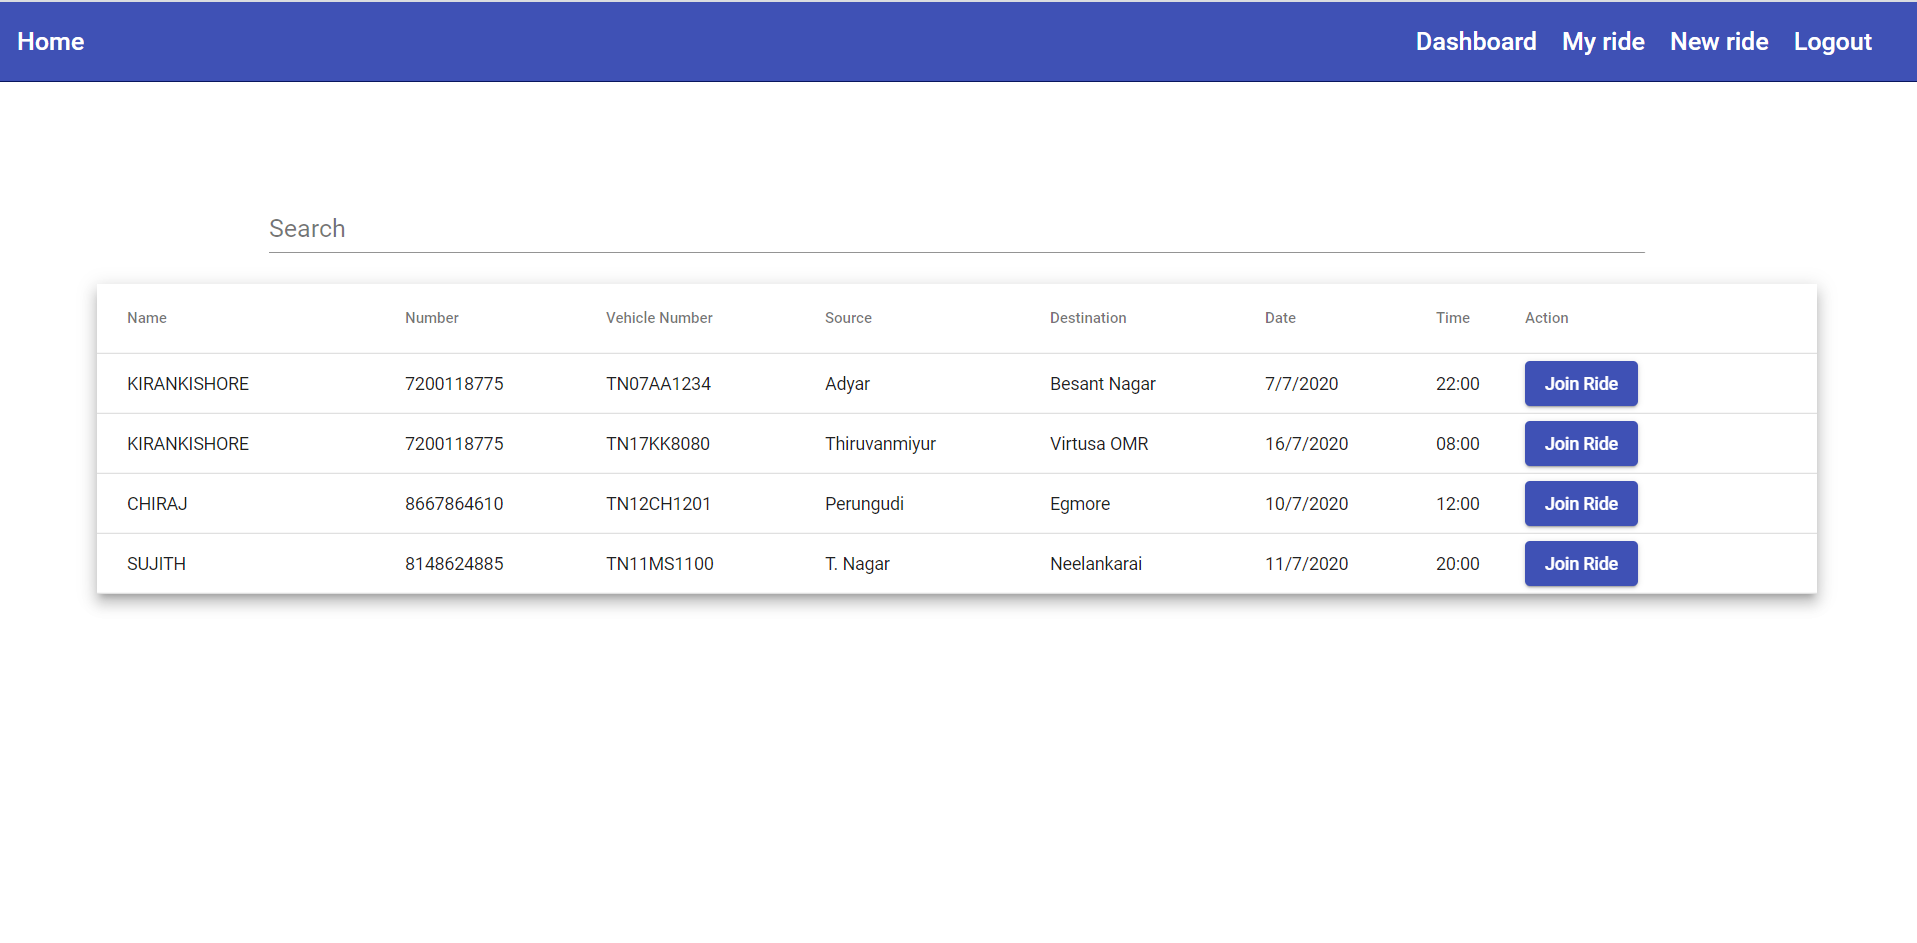 Home Dashboard My ride New ride Logout
Search
Name Number Vehicle Number Source Destination Date Time Action
KIRANKISHORE 7200118775 TN07AA1234 Adyar Besant Nagar 7/7/2020 22:00 Join Ride
KIRANKISHORE 7200118775 TN17KK8080 Thiruvanmiyur Virtusa OMR 16/7/2020 08:00 Join Ride
CHIRAJ 8667864610 TN12CH1201 Perungudi Egmore 10/7/2020 12:00 Join Ride
SUJITH 8148624885 TN11MS1100 T. Nagar Neelankarai 11/7/2020 20:00 Join Ride